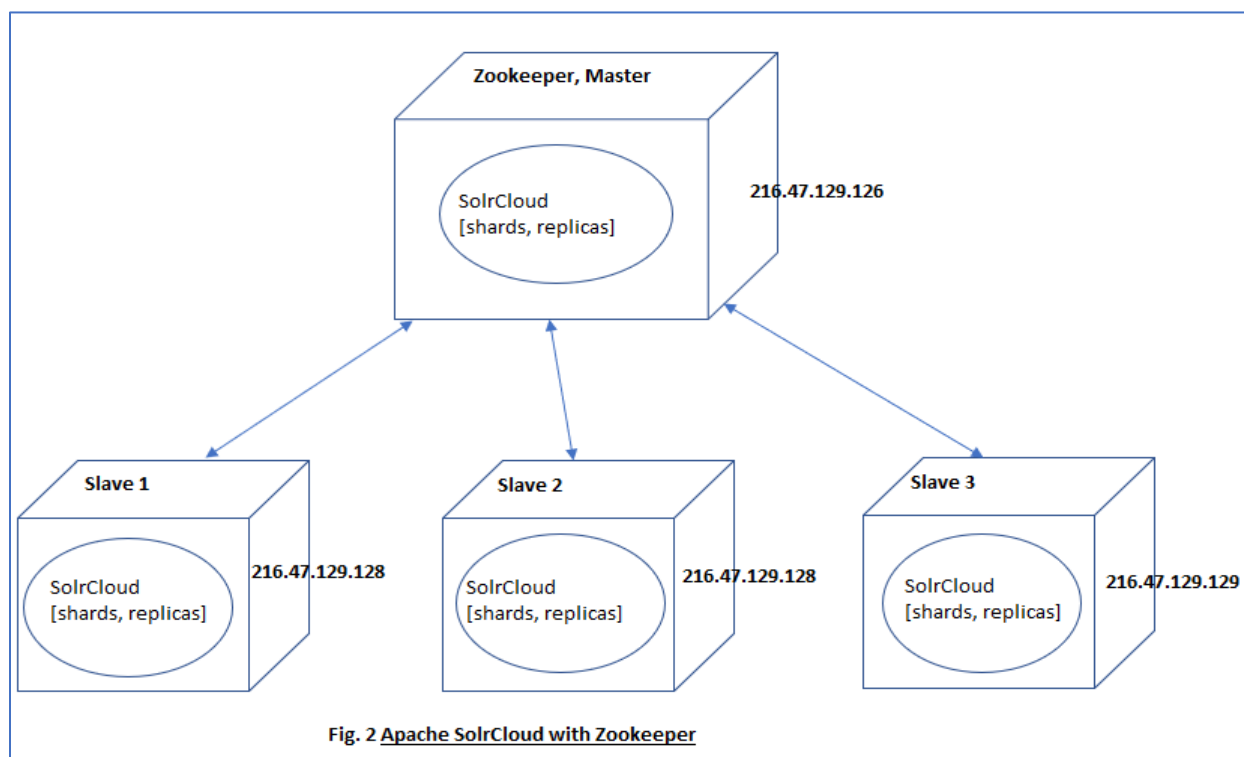 Zookeeper, Master
SolrCloud
[shards, replicas]
216.47.129.126
Slave 1
SolrCloud
[shards, replicas]
216.47.129.128
Slave 2
SolrCloud
[shards, replicas]
216.47.129.128
Slave 3
SolrCloud
[shards, replicas]
216.47.129.129
Fig. 2 Apache SolrCloud with Zookeeper